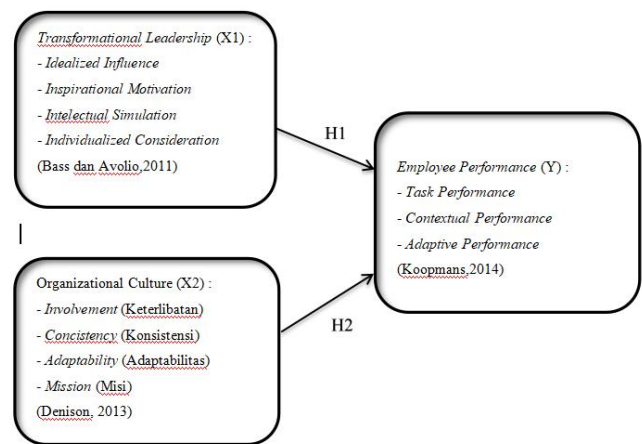 Transformational Leadership (X1) :
- Idealized Influence
- Inspirational Motivation
- Intelectual Simulation
- Individualized Consideration
(Bass dan Avolio,2011)
H1
Employee Performance (Y) :
- Task Performance
- Contextual Performance
- Adaptive Performance
(Koopmans,2014)
Organizational Culture (X2) :
- Involvement (Keterlibatan)
- Concistency (Konsistensi)
- Adaptability (Adaptabilitas)
- Mission (Misi)
(Denison, 2013)
H2